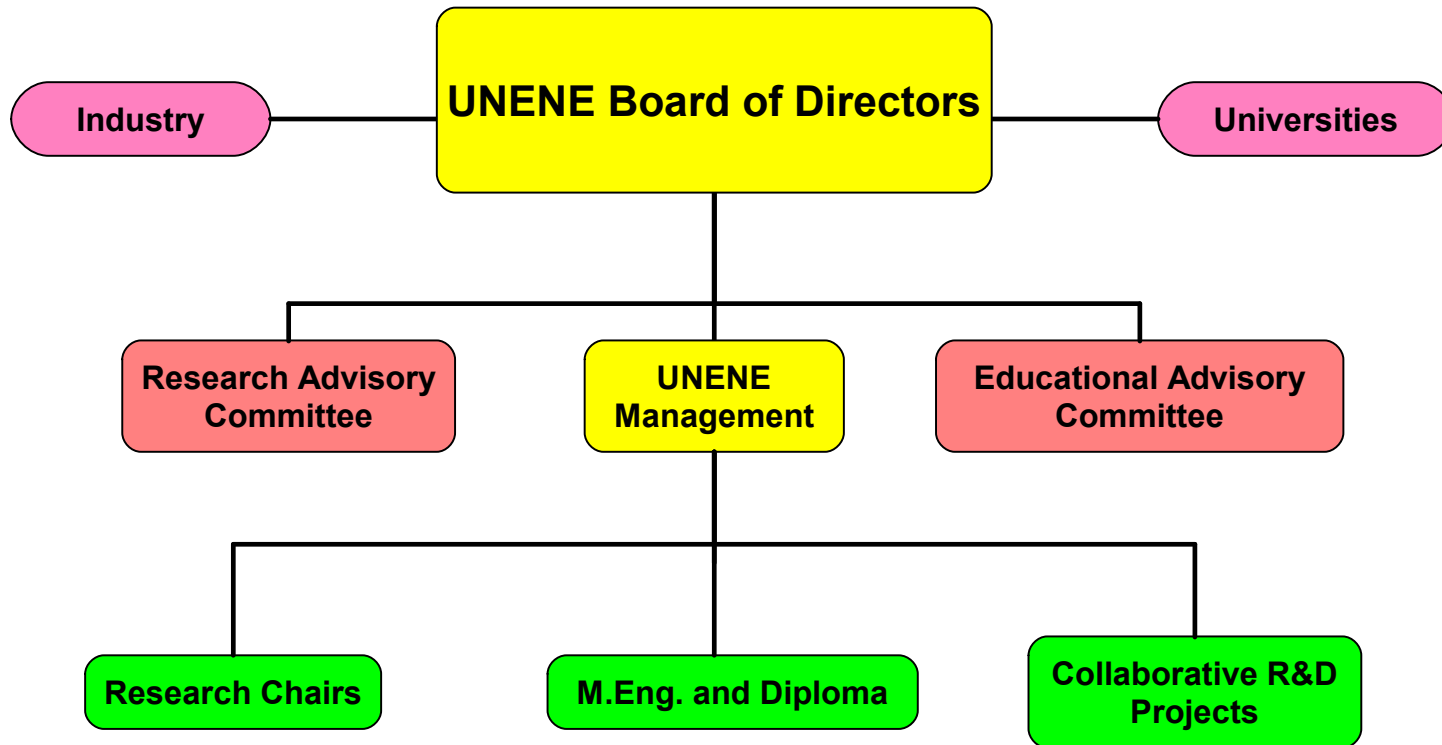 UNENE Board of Directors
Industry
Universities
Research Advisory
Committee
UNENE
Management
Educational Advisory
Committee
Research Chairs
M.Eng. and Diploma
Collaborative R&D
Projects